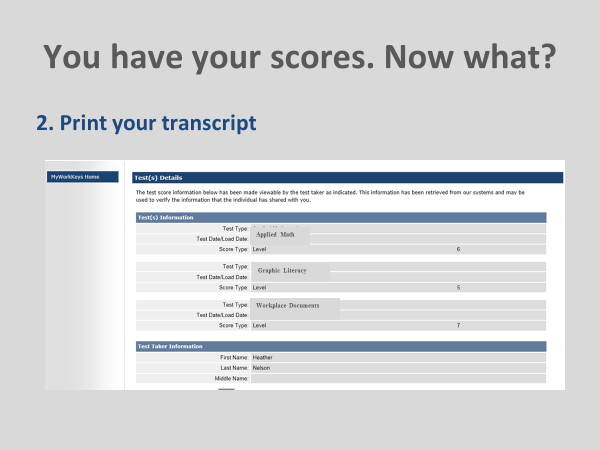 You have your scores. Now what?
2. Print your transcript
MyWorkKeys Home
Test(s) Details
The test score information below has been made viewable by the test taker as indicated. This information has been retrieved from our systems and may be
used to verify the information that the individual has shared with you.
Test(s) Information
Test Type: Applied Math
Test Date/Load Date:
Score Type: Level 6
Test Type: Graphic Literacy
Test Date/Load Date:
Score Type: Level 5
Test Type: Workplace Documents
Test Date/Load Date:
Score Type: Level 7
Test Taker Information
First Name: Heather
Last Name: Nelson
Middle Name: